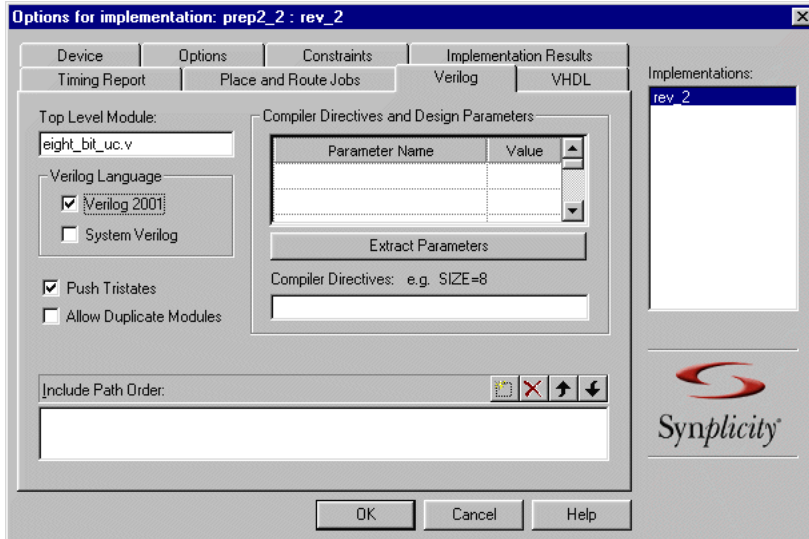 Options for implementation: prep2_2 : rev_2
Device Options Constraints Implementation Results
Timing Report Place and Route Jobs Verilog VHDL
Top Level Module:
eight_bit_uc.v
Verilog Language
Verilog 2001
System Verilog
Push Tristates
Allow Duplicate Modules
Compiler Directives and Design Parameters
Parameter Name Value
Extract Parameters
Compiler Directives: e.g. SIZE=8
Include Path Order:
Implementations:
rev_2
Synplicity
OK Cancel Help